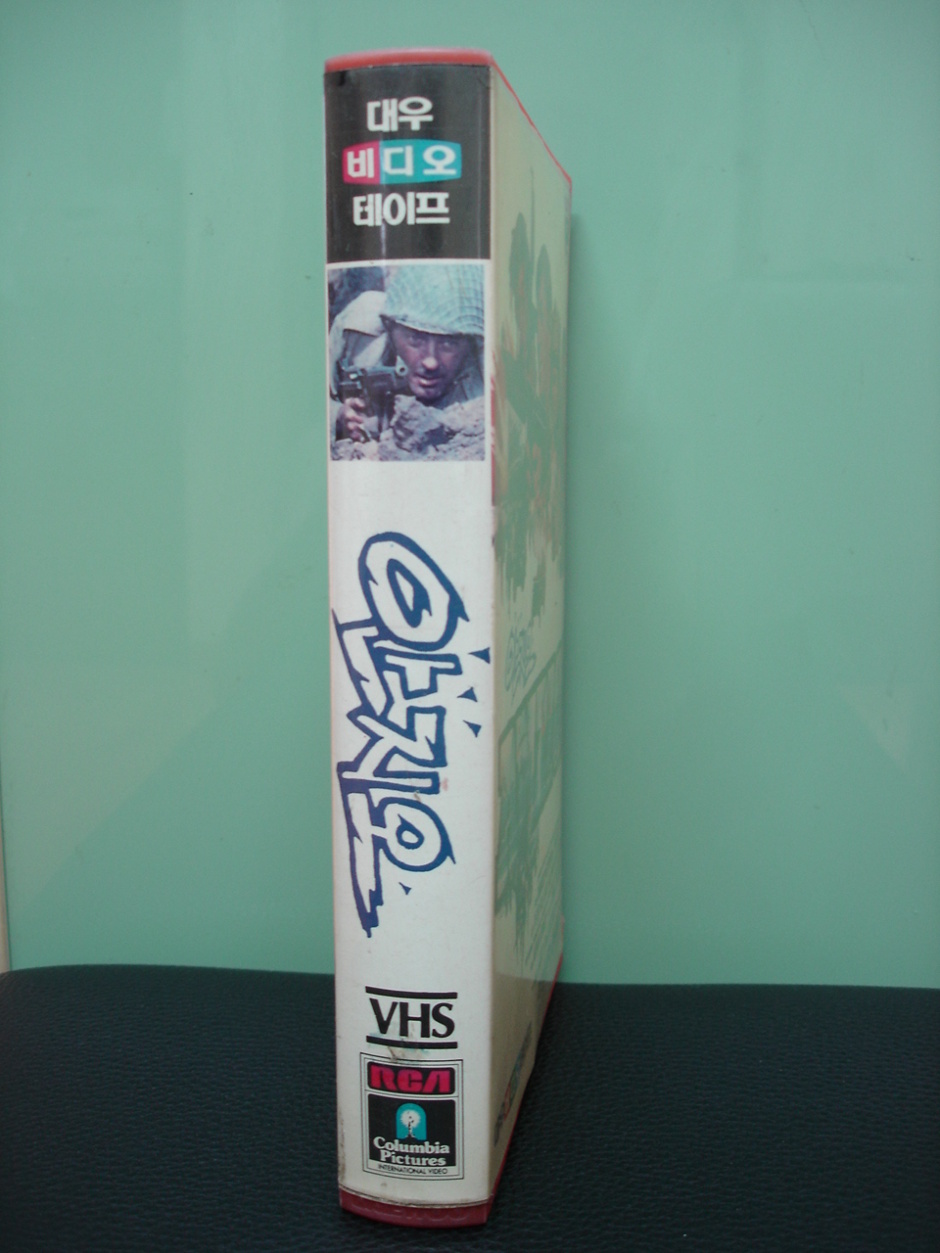 대우
비디오
테이프
안지오
VHS
RCA
Columbia
Pictures
INTERNATIONAL VIDEO